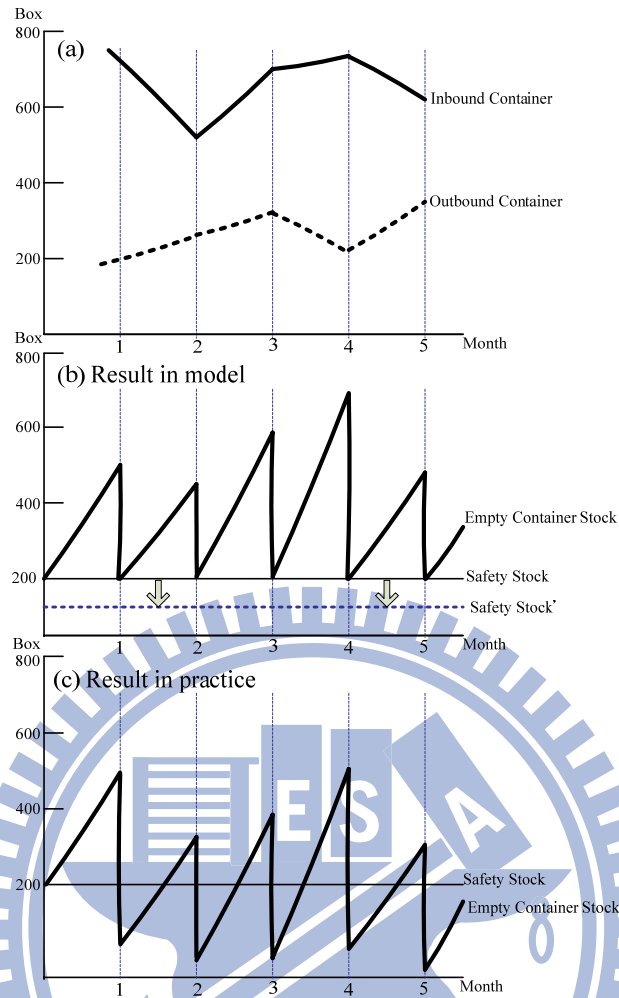 Box
800
(a)
600
Inbound Container
400
Outbound Container
200
1 2 3 4 5 Month
Box
800
(b) Result in model
600
400
Empty Container Stock
200
Safety Stock
Safety Stock'
1 2 3 4 5 Month
Box
800
(c) Result in practice
600
E S A
400
200
Safety Stock
Empty Container Stock
1 2 3 4 5 Month